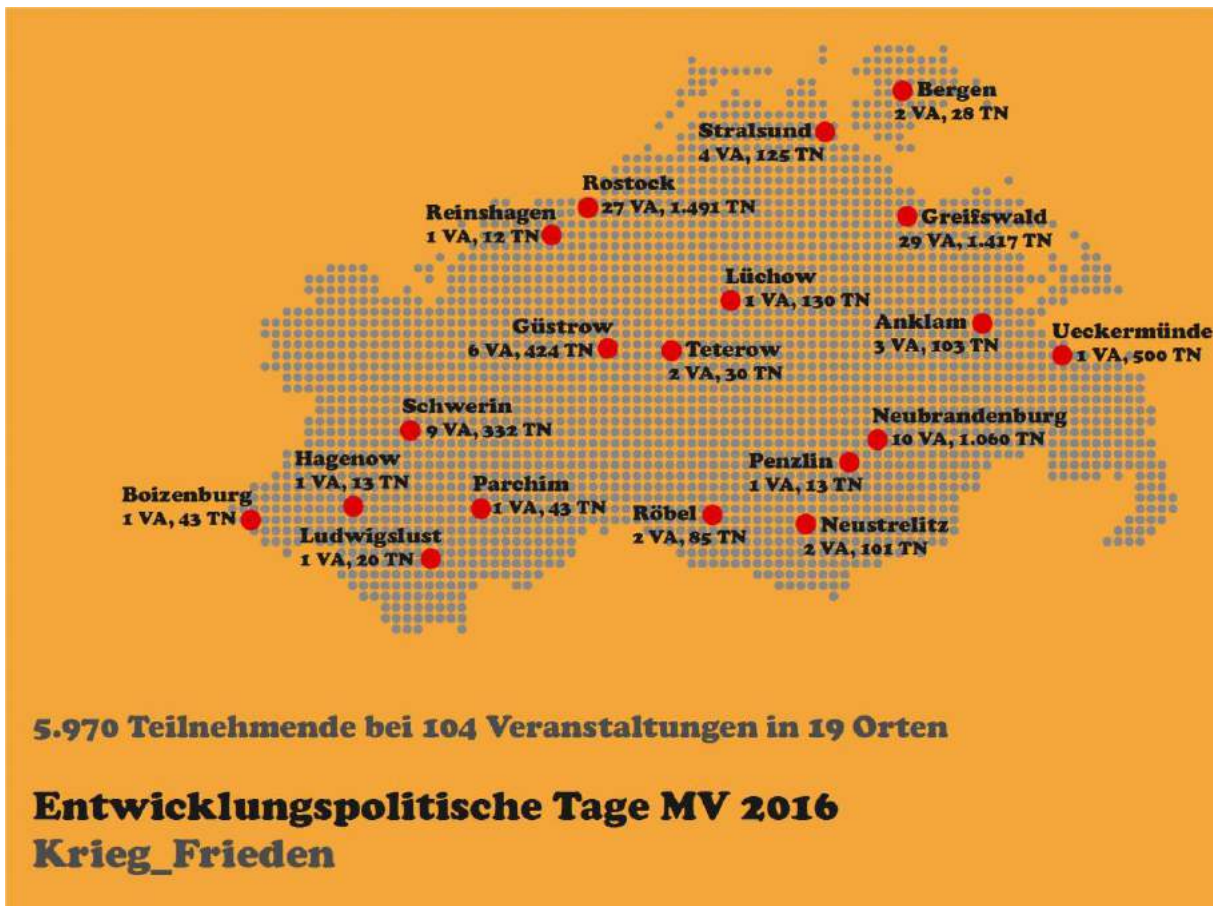 Bergen
2 VA, 28 TN
Stralsund
4 VA, 125 TN
Rostock
27 VA, 1.491 TN
Reinshagen
1 VA, 12 TN
Greifswald
29 VA, 1.417 TN
Lüchow
1 VA, 130 TN
Anklam
3 VA, 103 TN
Ueckermünde
1 VA, 500 TN
Güstrow
6 VA, 424 TN
Teterow
2 VA, 30 TN
Schwerin
9 VA, 332 TN
Neubrandenburg
10 VA, 1.060 TN
Hagenow
1 VA, 13 TN
Penzlin
1 VA, 13 TN
Parchim
1 VA, 43 TN
Boizenburg
1 VA, 43 TN
Röbel
2 VA, 85 TN
Neustrelitz
2 VA, 101 TN
Ludwigslust
1 VA, 20 TN
5.970 Teilnehmende bei 104 Veranstaltungen in 19 Orten
Entwicklungspolitische Tage MV 2016
Krieg_Frieden